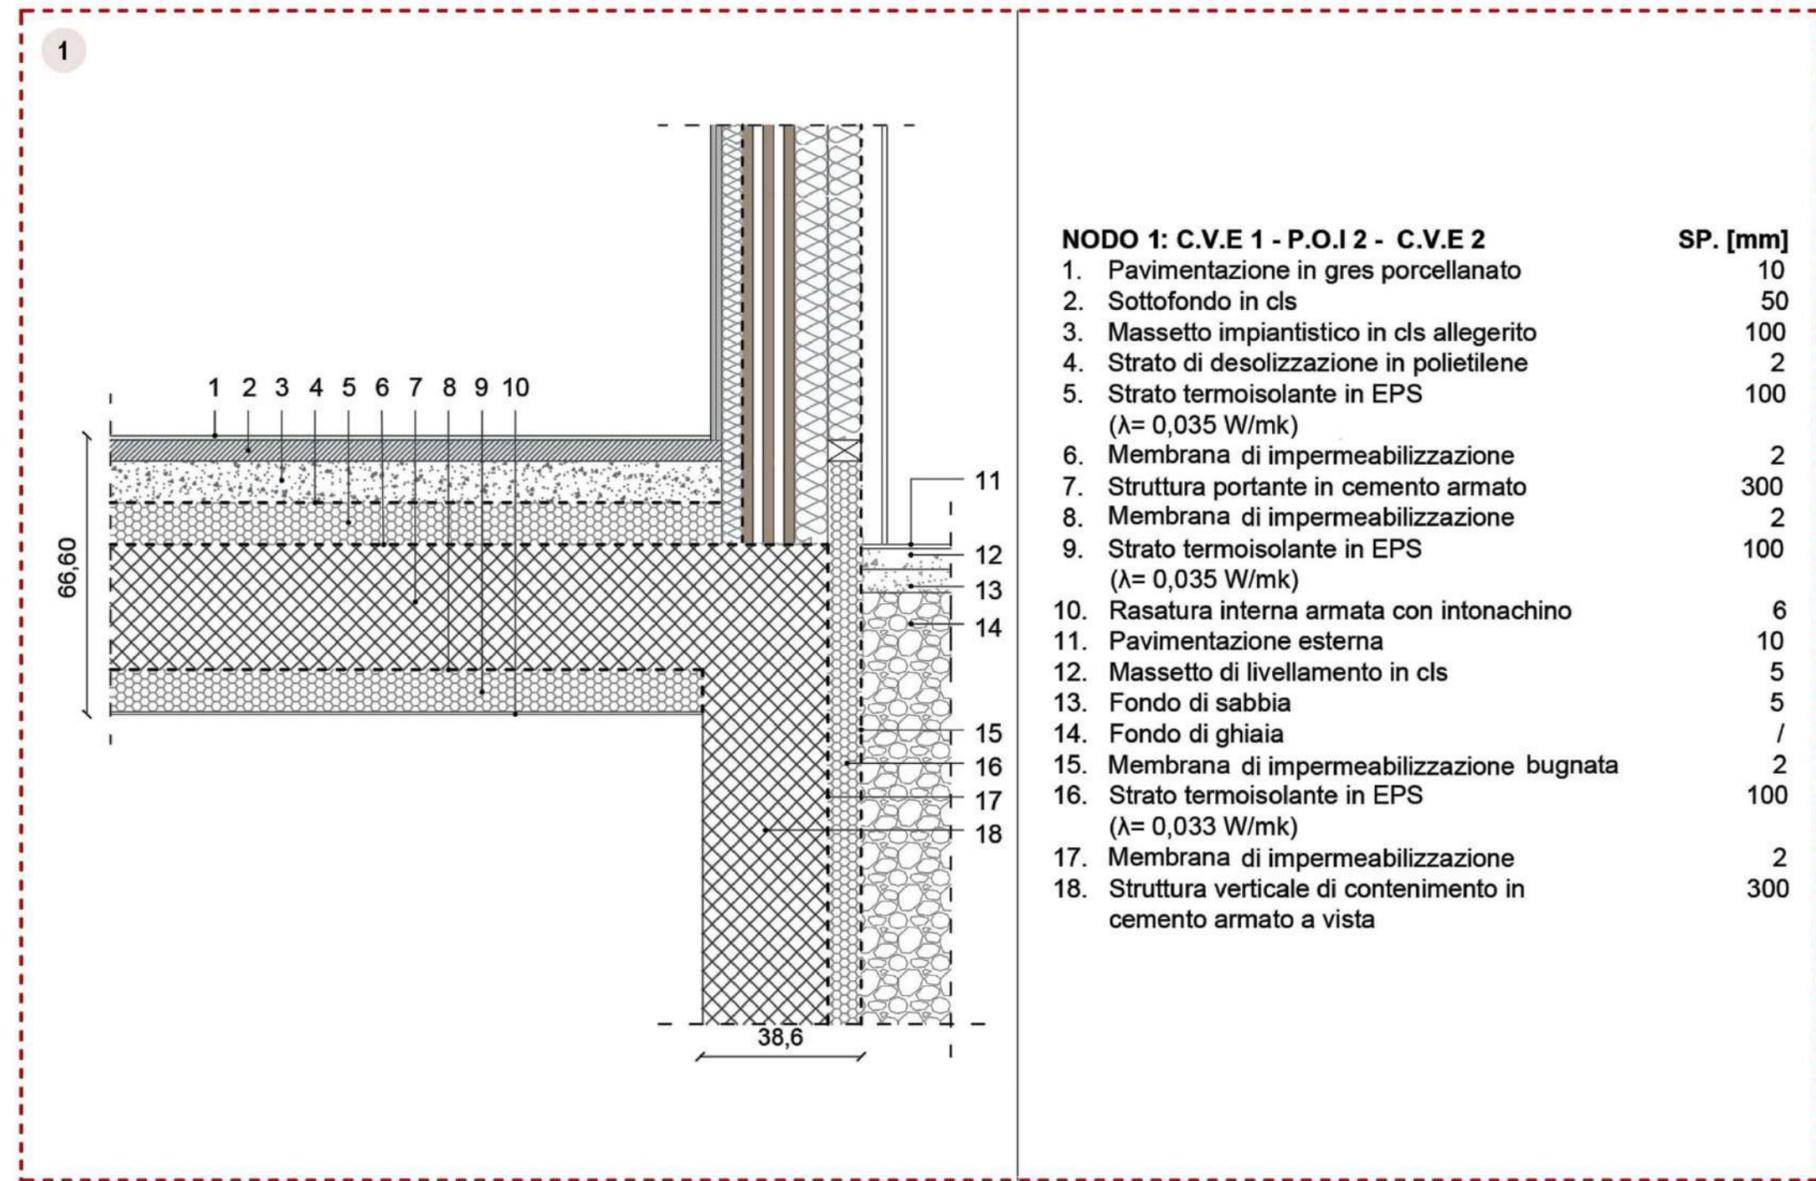 1
1 2 3 4 5 6 7 8 9 10
66,60
11
12
13
14
15
16
17
18
38,6
NODO 1: C.V.E 1 - P.O.I 2 - C.V.E 2 SP. [mm]
1. Pavimentazione in gres porcellanato 10
2. Sottofondo in cls 50
3. Massetto impiantistico in cls allegerito 100
4. Strato di desolizzazione in polietilene 2
5. Strato termoisolante in EPS 100
(λ= 0,035 W/mk)
6. Membrana di impermeabilizzazione 2
7. Struttura portante in cemento armato 300
8. Membrana di impermeabilizzazione 2
9. Strato termoisolante in EPS 100
(λ= 0,035 W/mk)
10. Rasatura interna armata con intonachino 6
11. Pavimentazione esterna 10
12. Massetto di livellamento in cls 5
13. Fondo di sabbia 5
14. Fondo di ghiaia /
15. Membrana di impermeabilizzazione bugnata 2
16. Strato termoisolante in EPS 100
(λ= 0,033 W/mk)
17. Membrana di impermeabilizzazione 2
18. Struttura verticale di contenimento in 300
cemento armato a vista